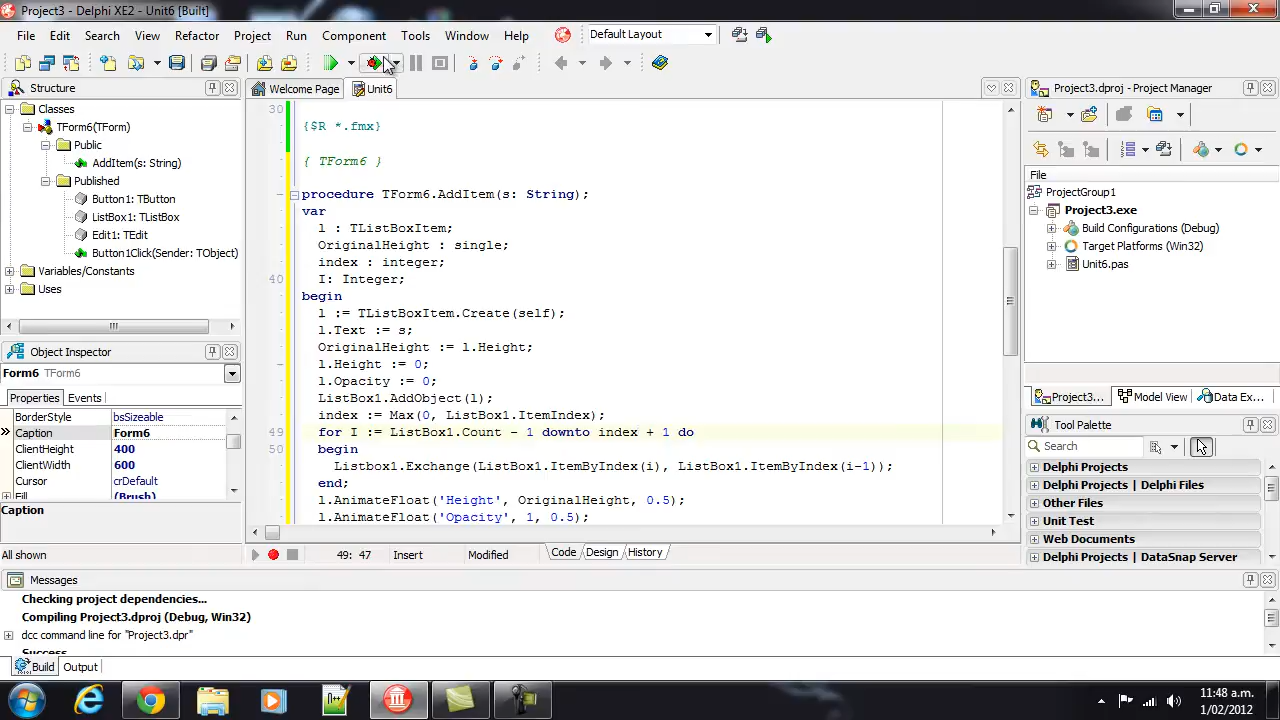 Project3 - Delphi XE2 - Unit6 [Built]
File Edit Search View Refactor Project Run Component Tools Window Help Default Layout
Structure
Classes
TForm6(TForm)
Public
AddItem(s: String)
Published
Button1: TButton
ListBox1: TListBox
Edit1: TEdit
Button1Click(Sender: TObject)
Variables/Constants
Uses
Object Inspector
Form6 TForm6
Properties Events
BorderStyle bsSizeable
Caption Form6
ClientHeight 400
ClientWidth 600
Cursor crDefault
Fill (Brush)
Caption
All shown
Welcome Page Unit6
30
{$R *.fmx}
{ TForm6 }
procedure TForm6.AddItem(s: String);
var
l : TListBoxItem;
OriginalHeight : single;
index : integer;
40 I: Integer;
begin
l := TListBoxItem.Create(self);
l.Text := s;
OriginalHeight := l.Height;
l.Height := 0;
l.Opacity := 0;
ListBox1.AddObject(l);
index := Max(0, ListBox1.ItemIndex);
49 for I := ListBox1.Count - 1 downto index + 1 do
50 begin
Listbox1.Exchange(ListBox1.ItemByIndex(i), ListBox1.ItemByIndex(i-1));
end;
l.AnimateFloat('Height', OriginalHeight, 0.5);
l.AnimateFloat('Opacity', 1, 0.5);
49: 47 Insert Modified Code Design History
Project3.dproj - Project Manager
File
ProjectGroup1
Project3.exe
Build Configurations (Debug)
Target Platforms (Win32)
Unit6.pas
Project3... Model View Data Ex...
Tool Palette
Search
Delphi Projects
Delphi Projects | Delphi Files
Other Files
Unit Test
Web Documents
Delphi Projects | DataSnap Server
Messages
Checking project dependencies...
Compiling Project3.dproj (Debug, Win32)
dcc command line for "Project3.dpr"
Success
Build Output
11:48 a.m.
1/02/2012